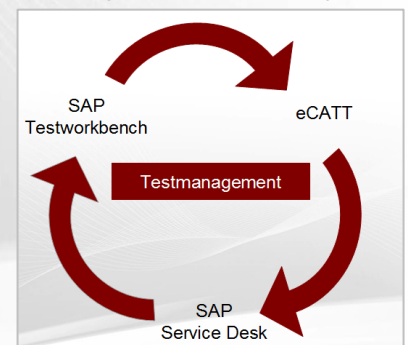 SAP
Testworkbench
eCATT
Testmanagement
SAP
Service Desk